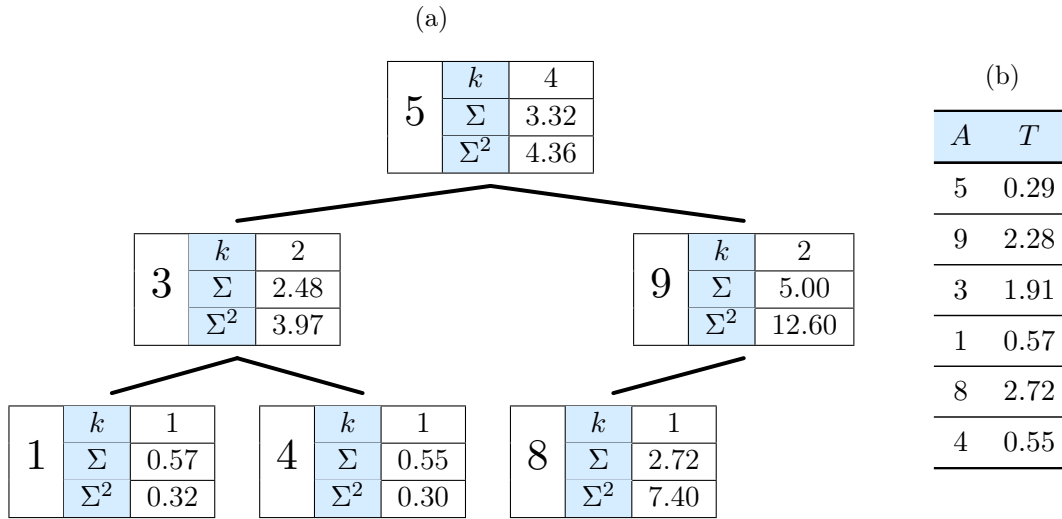 (a)
5 k 4
Σ 3.32
Σ² 4.36
3 k 2
Σ 2.48
Σ² 3.97
9 k 2
Σ 5.00
Σ² 12.60
1 k 1
Σ 0.57
Σ² 0.32
4 k 1
Σ 0.55
Σ² 0.30
8 k 1
Σ 2.72
Σ² 7.40
(b)
A T
5 0.29
9 2.28
3 1.91
1 0.57
8 2.72
4 0.55